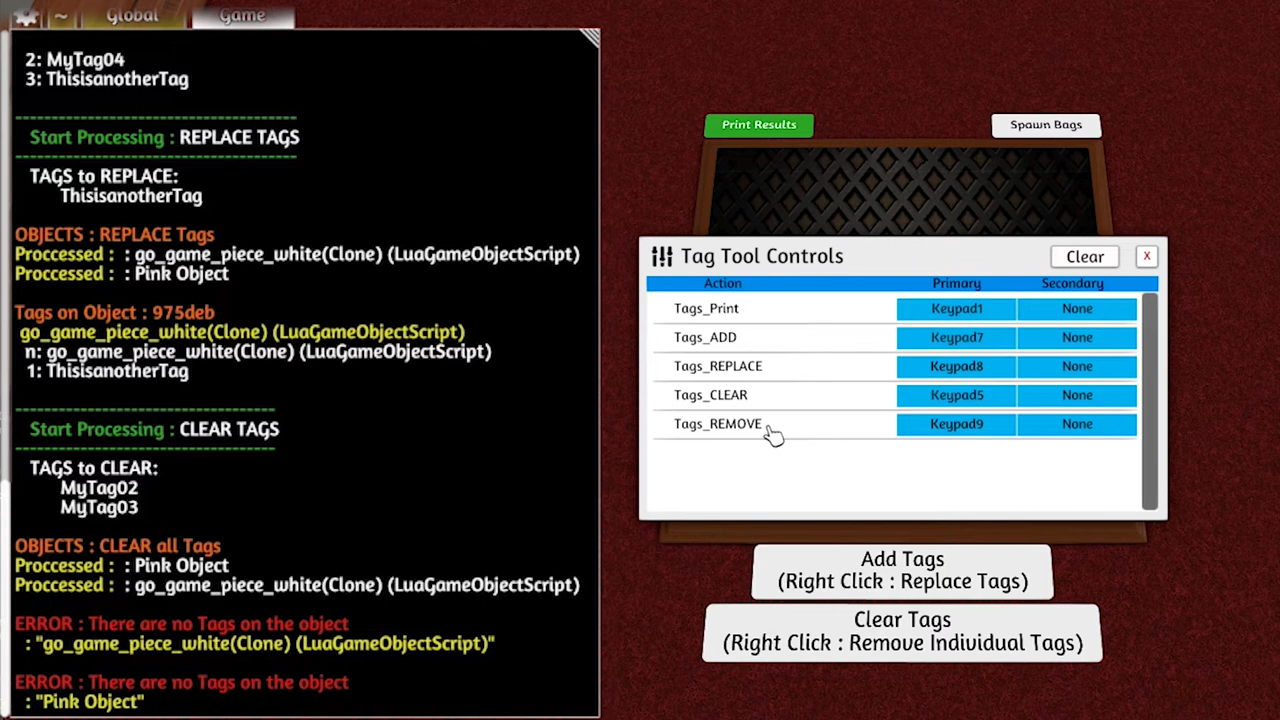 ~ Global Game
2: MyTag04
3: ThisisanotherTag
------------------------------------
Start Processing : REPLACE TAGS
------------------------------------
TAGS to REPLACE:
ThisisanotherTag
OBJECTS : REPLACE Tags
Proccessed : : go_game_piece_white(Clone) (LuaGameObjectScript)
Proccessed : : Pink Object
Tags on Object : 975deb
go_game_piece_white(Clone) (LuaGameObjectScript)
n: go_game_piece_white(Clone) (LuaGameObjectScript)
1: ThisisanotherTag
---------------------------------
Start Processing : CLEAR TAGS
---------------------------------
TAGS to CLEAR:
MyTag02
MyTag03
OBJECTS : CLEAR all Tags
Proccessed : : Pink Object
Proccessed : : go_game_piece_white(Clone) (LuaGameObjectScript)
ERROR : There are no Tags on the object
: "go_game_piece_white(Clone) (LuaGameObjectScript)"
ERROR : There are no Tags on the object
: "Pink Object"
Print Results
Spawn Bags
Tag Tool Controls
Clear
X
Action Primary Secondary
Tags_Print Keypad1 None
Tags_ADD Keypad7 None
Tags_REPLACE Keypad8 None
Tags_CLEAR Keypad5 None
Tags_REMOVE Keypad9 None
Add Tags
(Right Click : Replace Tags)
Clear Tags
(Right Click : Remove Individual Tags)